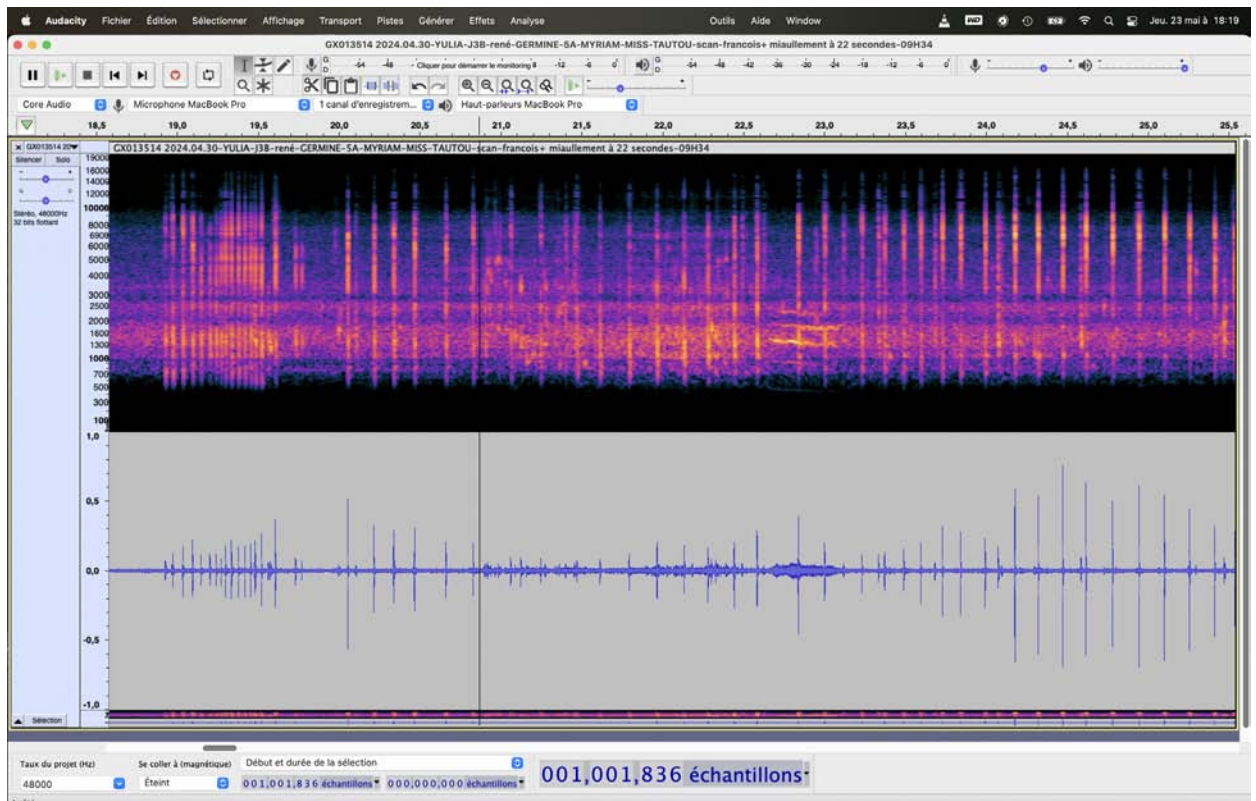 Audacity Fichier Édition Sélectionner Affichage Transport Pistes Générer Effets Analyse Outils Aide Window Jeu. 23 mai à 18:19
GX013514 2024.04.30-YULIA-J3B-rené-GERMINE-5A-MYRIAM-MISS-TAUTOU-scan-francois+ miaullement à 22 secondes-09H34
Cliquer pour démarrer le monitoring
Core Audio Microphone MacBook Pro 1 canal d'enregistrem... Haut-parleurs MacBook Pro
18,5 19,0 19,5 20,0 20,5 21,0 21,5 22,0 22,5 23,0 23,5 24,0 24,5 25,0 25,5
GX013514 20 GX013514 2024.04.30-YULIA-J3B-rené-GERMINE-5A-MYRIAM-MISS-TAUTOU-scan-francois+ miaullement à 22 secondes-09H34
Silencer Solo
Stéréo, 48000Hz
32 bits flottant
19000
16000
14000
12000
10000
8000
6900
6000
5000
4000
3000
2500
2000
1600
1300
1000
700
500
300
100
1,0
0,5
0,0
-0,5
-1,0
Sélection
Taux du projet (Hz) Se coller à (magnétique) Début et durée de la sélection
48000 Éteint 001,001,836 échantillons 000,000,000 échantillons 001,001,836 échantillons